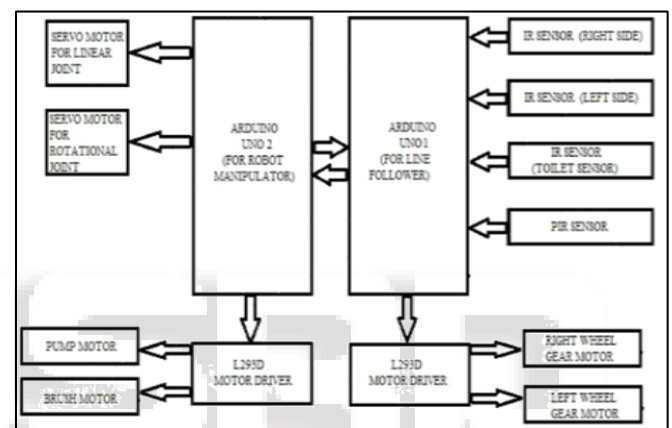 SERVO MOTOR
FOR LINEAR
JOINT
SERVO MOTOR
FOR
ROTATIONAL
JOINT
ARDUINO
UNO 2
(FOR ROBOT
MANIPULATOR)
ARDUINO
UNO 1
(FOR LINE
FOLLOWER)
IR SENSOR (RIGHT SIDE)
IR SENSOR (LEFT SIDE)
IR SENSOR
(TOILET SENSOR)
PIR SENSOR
PUMP MOTOR
BRUSH MOTOR
L293D
MOTOR DRIVER
L293D
MOTOR DRIVER
RIGHT WHEEL
GEAR MOTOR
LEFT WHEEL
GEAR MOTOR